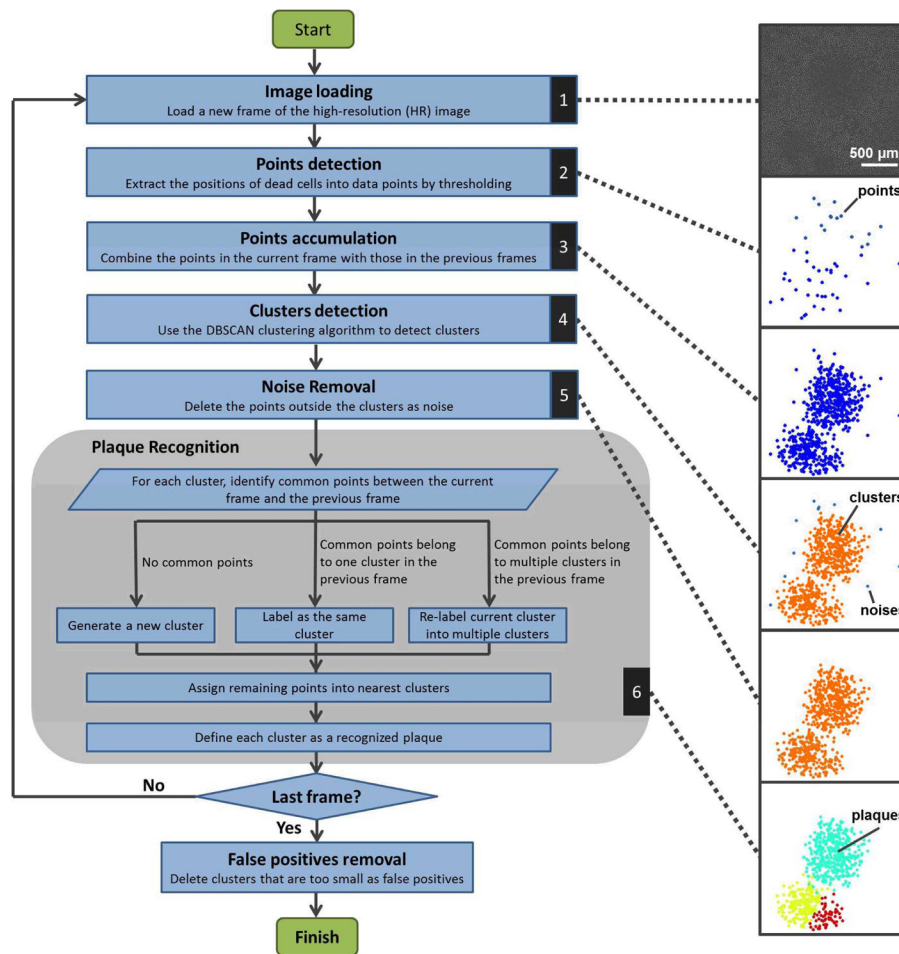 Start
Image loading
Load a new frame of the high-resolution (HR) image
1
Points detection
Extract the positions of dead cells into data points by thresholding
2
Points accumulation
Combine the points in the current frame with those in the previous frames
3
Clusters detection
Use the DBSCAN clustering algorithm to detect clusters
4
Noise Removal
Delete the points outside the clusters as noise
5
Plaque Recognition
For each cluster, identify common points between the current
frame and the previous frame
No common points
Common points belong
to one cluster in the
previous frame
Common points belong
to multiple clusters in
the previous frame
Generate a new cluster
Label as the same
cluster
Re-label current cluster
into multiple clusters
Assign remaining points into nearest clusters
6
Define each cluster as a recognized plaque
No
Last frame?
Yes
False positives removal
Delete clusters that are too small as false positives
Finish
500 µm
points
clusters
noises
plaques